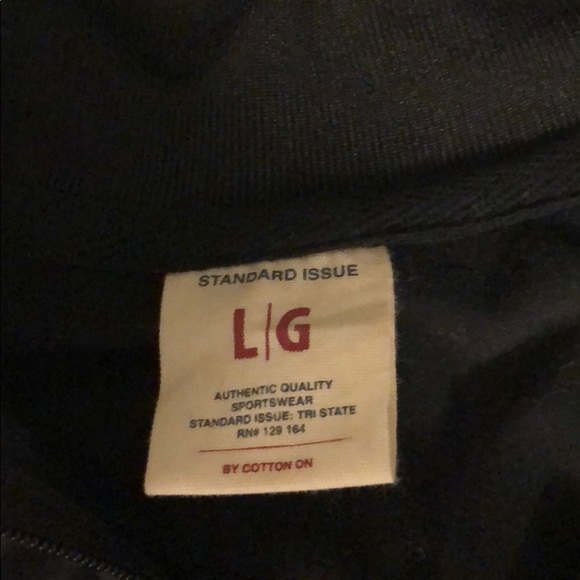 STANDARD ISSUE
L|G
AUTHENTIC QUALITY
SPORTSWEAR
STANDARD ISSUE: TRI STATE
RN# 129 164
BY COTTON ON